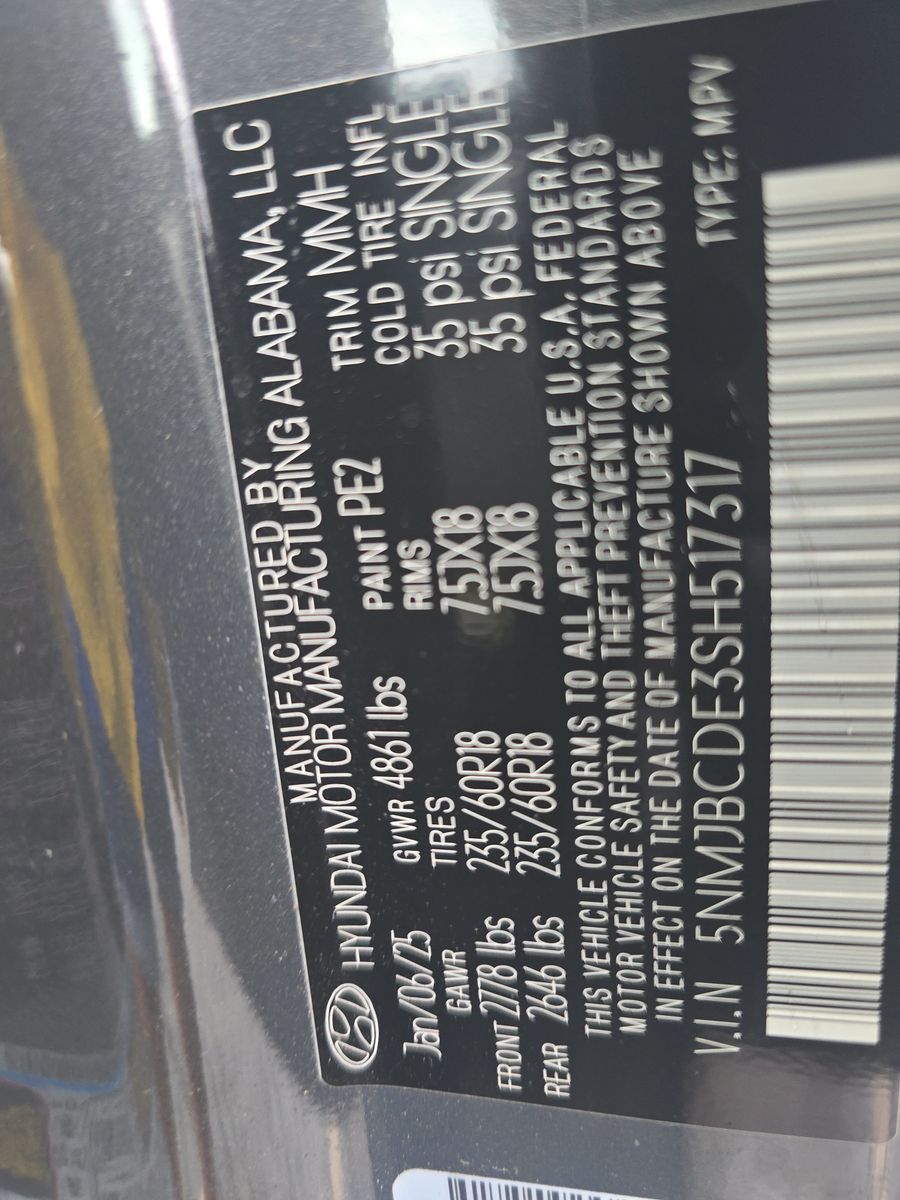 MANUFACTURED BY
HYUNDAI MOTOR MANUFACTURING ALABAMA, LLC
Jan/06/25 GVWR 4861 lbs PAINT PE2 TRIM MMH
GAWR TIRES RIMS COLD TIRE INFL
FRONT 2778 lbs 235/60R18 7.5JX18 35 psi SINGLE
REAR 2646 lbs 235/60R18 7.5JX18 35 psi SINGLE
THIS VEHICLE CONFORMS TO ALL APPLICABLE U.S.A. FEDERAL
MOTOR VEHICLE SAFETY AND THEFT PREVENTION STANDARDS
IN EFFECT ON THE DATE OF MANUFACTURE SHOWN ABOVE
V.I.N 5NMJBCDE3SH517317 TYPE: MPV